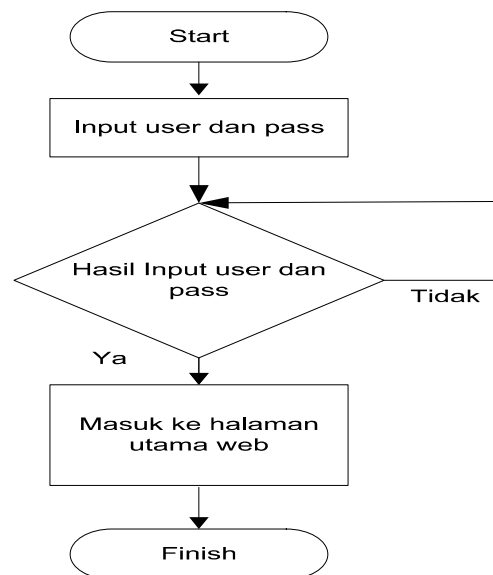 Start
Input user dan pass
Hasil Input user dan
pass
Tidak
Ya
Masuk ke halaman
utama web
Finish